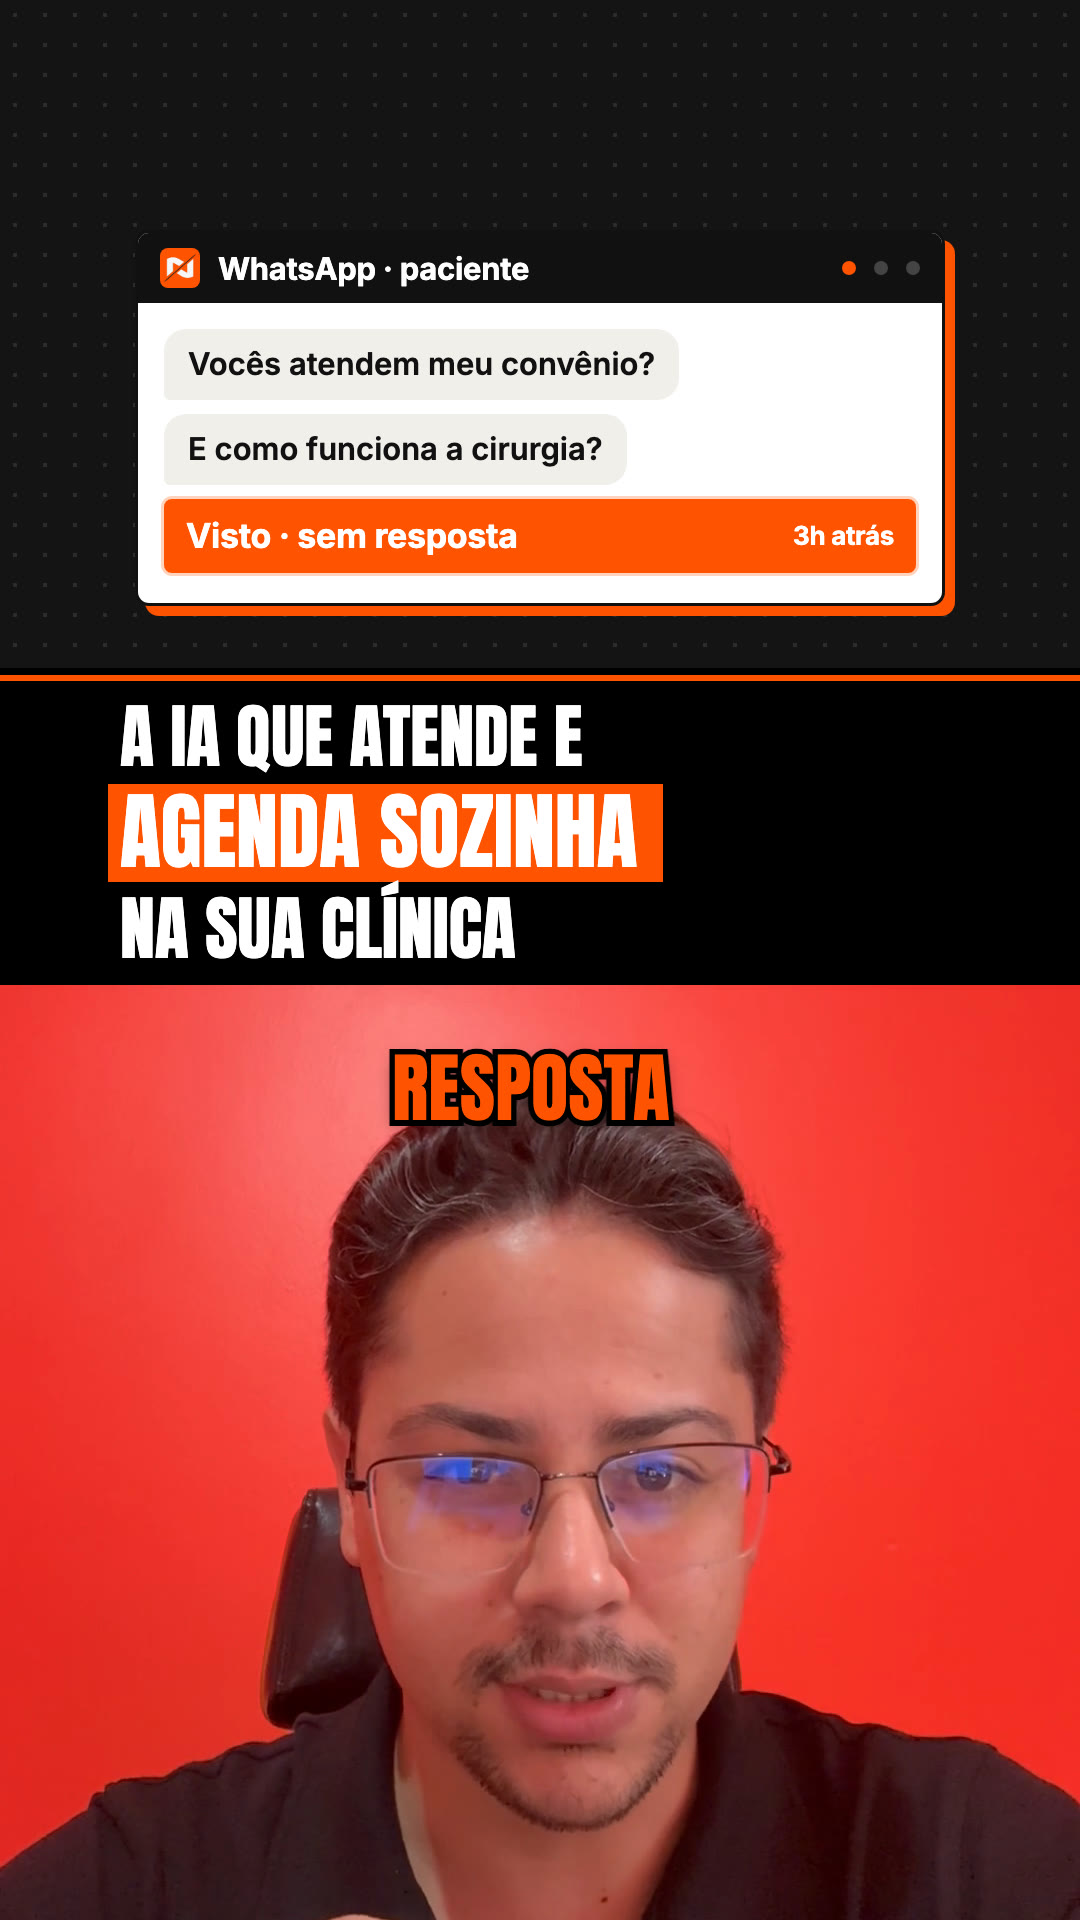 WhatsApp · paciente
Vocês atendem meu convênio?
E como funciona a cirurgia?
Visto · sem resposta 3h atrás
A IA QUE ATENDE E
AGENDA SOZINHA
NA SUA CLÍNICA
RESPOSTA